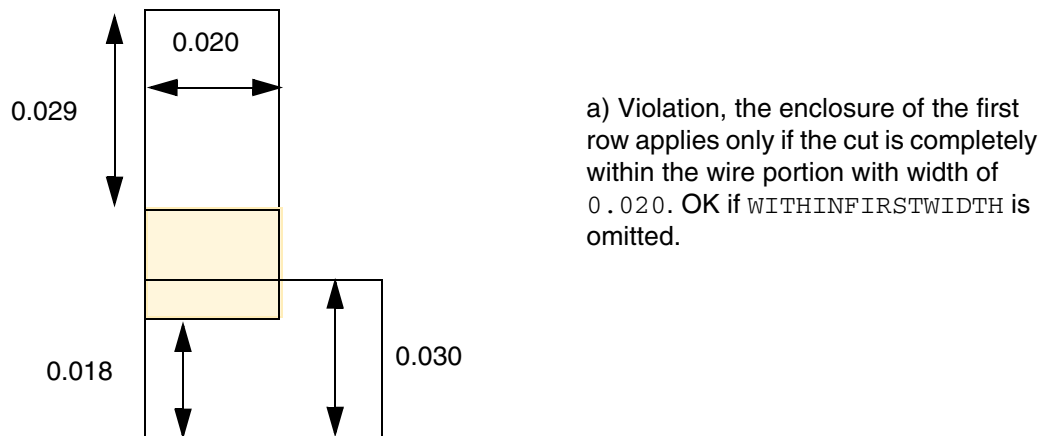 0.020
0.029
a) Violation, the enclosure of the first
row applies only if the cut is completely
within the wire portion with width of
0.020. OK if WITHINFIRSTWIDTH is
omitted.
0.018
0.030